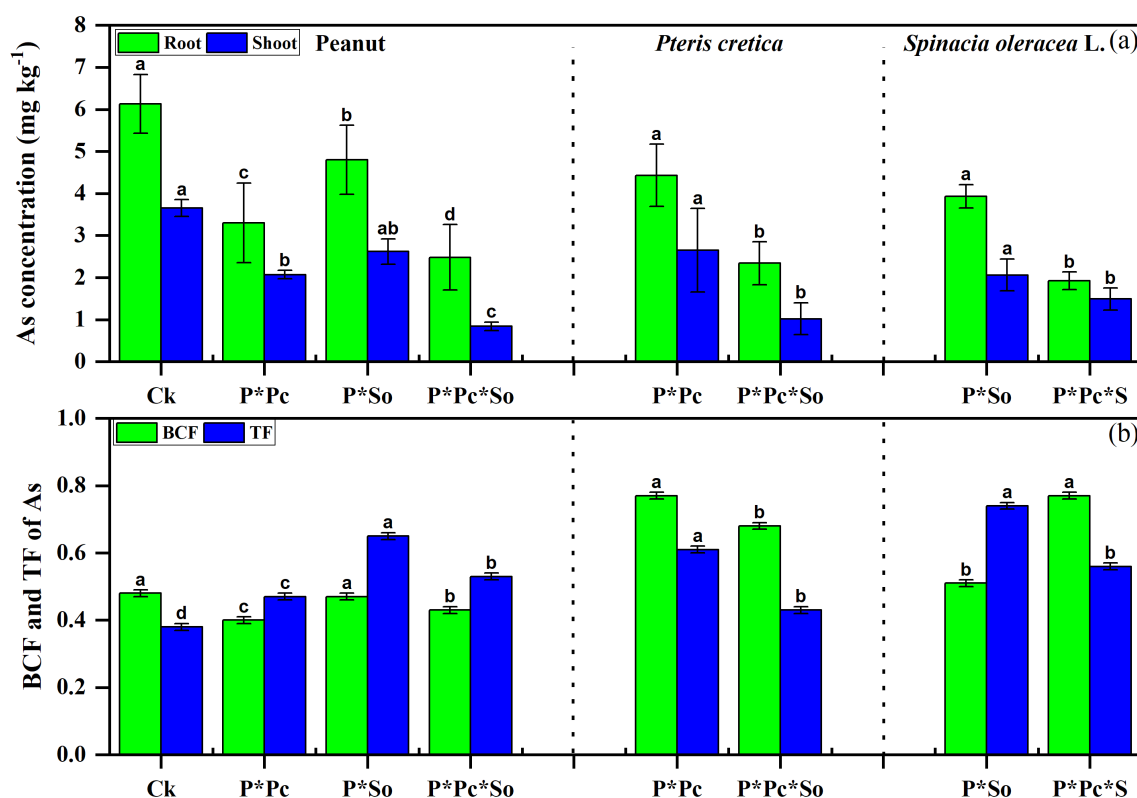 Root Shoot Peanut Pteris cretica Spinacia oleracea L. (a)
As concentration (mg kg⁻¹)
8
7
6
5
4
3
2
1
0
a
a
c
b
b
ab
d
c
a
a
b
b
a
a
b
b
Ck P*Pc P*So P*Pc*So P*Pc P*Pc*So P*So P*Pc*S
BCF TF (b)
BCF and TF of As
1.0
0.8
0.6
0.4
0.2
0.0
a
d
c
c
a
a
b
b
a
a
b
b
b
a
a
b
Ck P*Pc P*So P*Pc*So P*Pc P*Pc*So P*So P*Pc*S